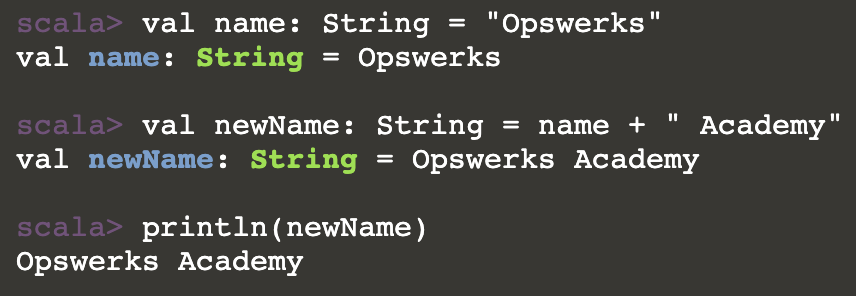 scala> val name: String = "Opswerks"
val name: String = Opswerks
scala> val newName: String = name + " Academy"
val newName: String = Opswerks Academy
scala> println(newName)
Opswerks Academy